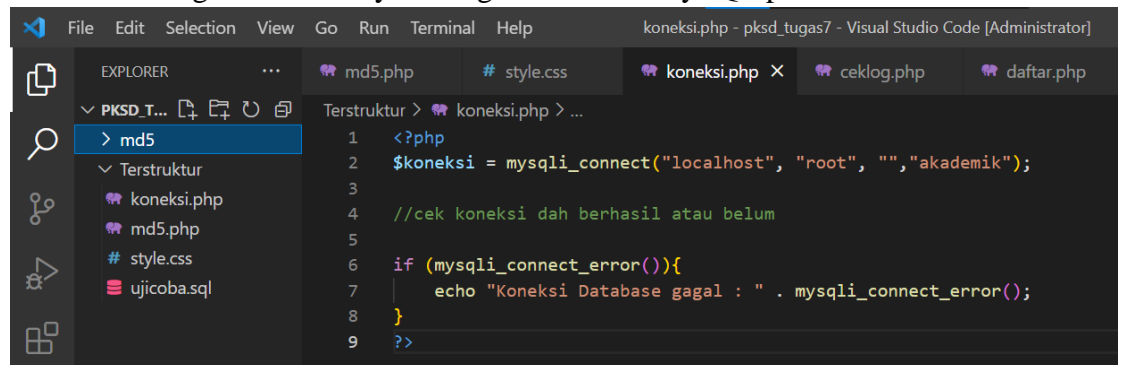 File Edit Selection View Go Run Terminal Help koneksi.php - pksd_tugas7 - Visual Studio Code [Administrator]
EXPLORER ...
md5.php # style.css koneksi.php × ceklog.php daftar.php
PKSD_T...
md5
Terstruktur
koneksi.php
md5.php
# style.css
ujicoba.sql
Terstruktur > koneksi.php > ...
1 <?php
2 $koneksi = mysqli_connect("localhost", "root", "","akademik");
3
4 //cek koneksi dah berhasil atau belum
5
6 if (mysqli_connect_error()){
7 echo "Koneksi Database gagal : " . mysqli_connect_error();
8 }
9 ?>